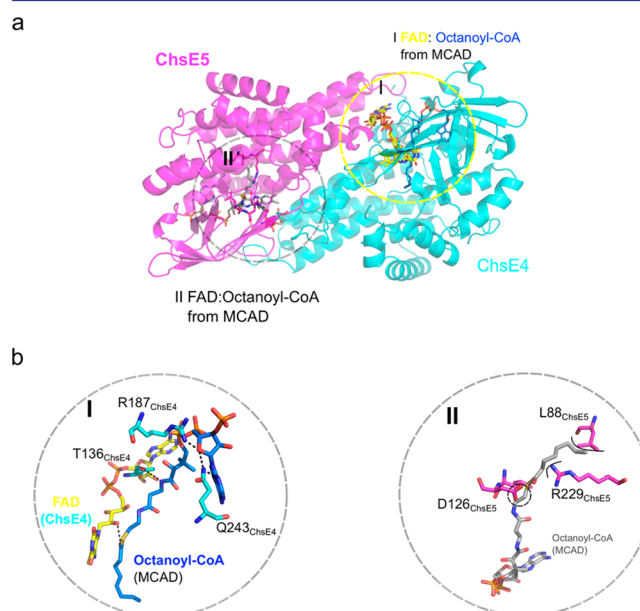 a
I FAD: Octanoyl-CoA
from MCAD
ChsE5
I
II
ChsE4
II FAD:Octanoyl-CoA
from MCAD
b
I
R187ChsE4
T136ChsE4
FAD
(ChsE4)
Q243ChsE4
Octanoyl-CoA
(MCAD)
II
L88ChsE5
R229ChsE5
D126ChsE5
Octanoyl-CoA
(MCAD)